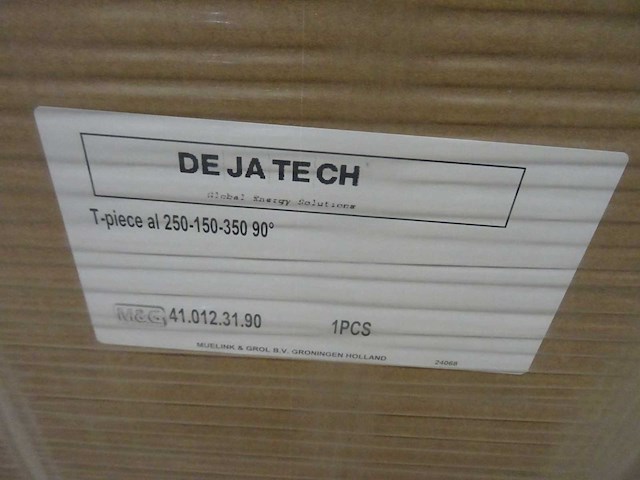 DE JA TE CH
Global Energy Solutions
T-piece al 250-150-350 90°
M&G 41.012.31.90 1PCS
MUELINK & GROL B.V. GRONINGEN HOLLAND 24068